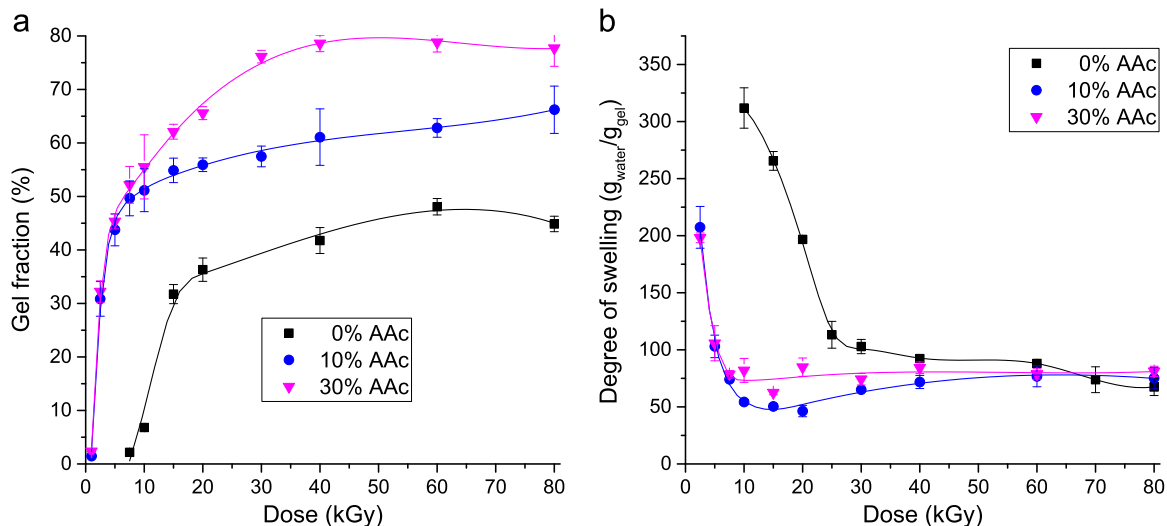 a
80
70
60
50
40
30
20
10
0
Gel fraction (%)
0% AAc
10% AAc
30% AAc
0 10 20 30 40 50 60 70 80
Dose (kGy)
b
350
300
250
200
150
100
50
0
Degree of swelling (g_water/g_gel)
0% AAc
10% AAc
30% AAc
0 10 20 30 40 50 60 70 80
Dose (kGy)